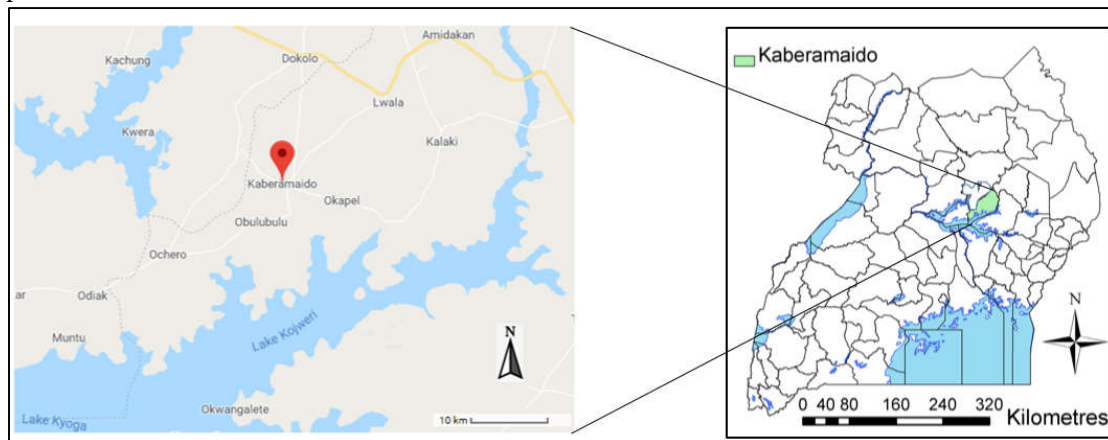 Amidakan
Kachung
Dokolo
Lwala
Kwera
Kalaki
Kaberamaido
Okapel
Obulubulu
Ochero
ar
Odiak
Muntu
Lake Kojweri
N
Okwangalete
10 km
Lake Kyoga
Kaberamaido
N
0 40 80 160 240 320
Kilometres